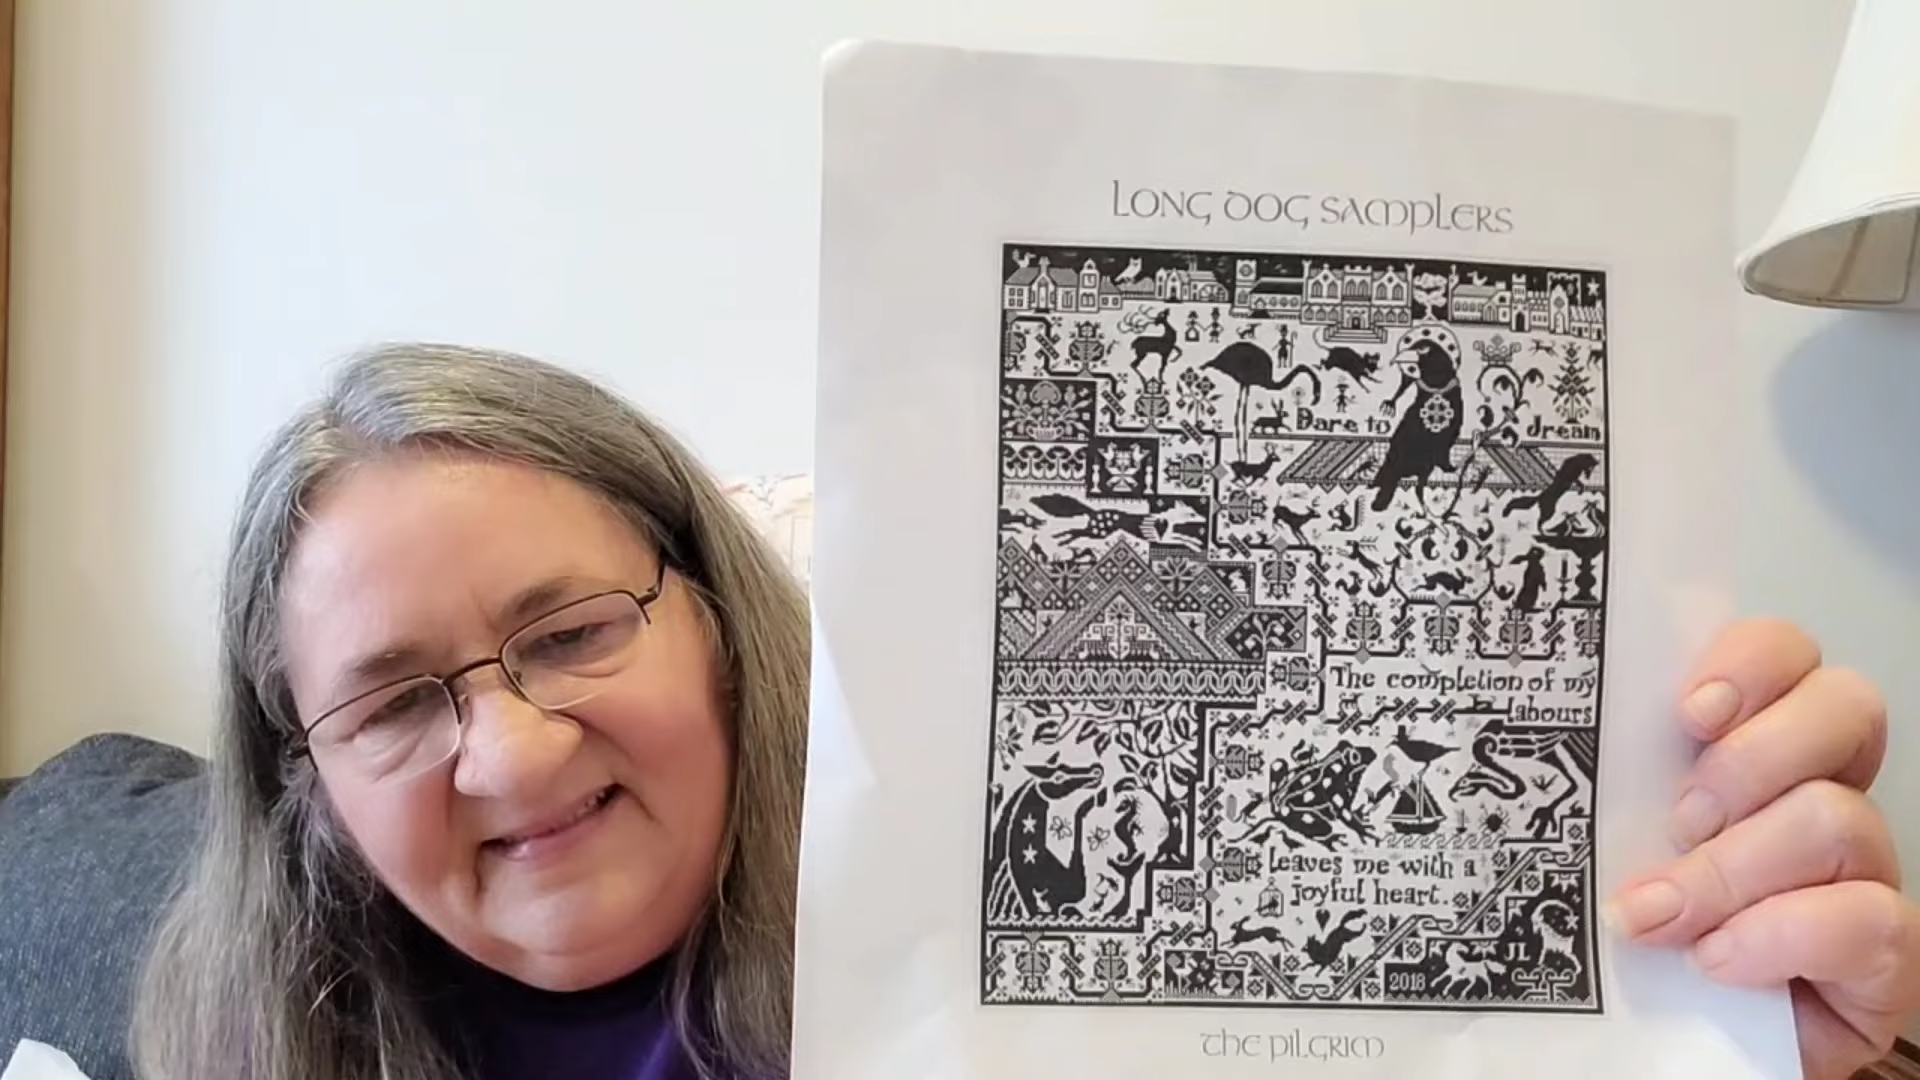 LONG DOG SAMPLERS
Dare to dream
The completion of my
labours
leaves me with a
joyful heart.
JL
2018
The Pilgrim